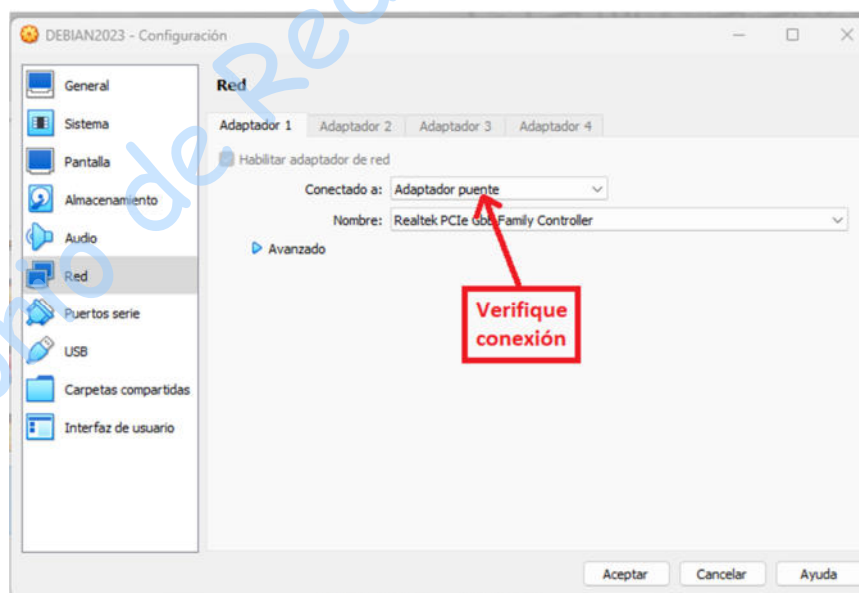 DEBIAN2023 - Configuración
General
Sistema
Pantalla
Almacenamiento
Audio
Red
Puertos serie
USB
Carpetas compartidas
Interfaz de usuario
Red
Adaptador 1 Adaptador 2 Adaptador 3 Adaptador 4
Habilitar adaptador de red
Conectado a: Adaptador puente
Nombre: Realtek PCIe GbE Family Controller
Avanzado
Verifique
conexión
Aceptar Cancelar Ayuda
de